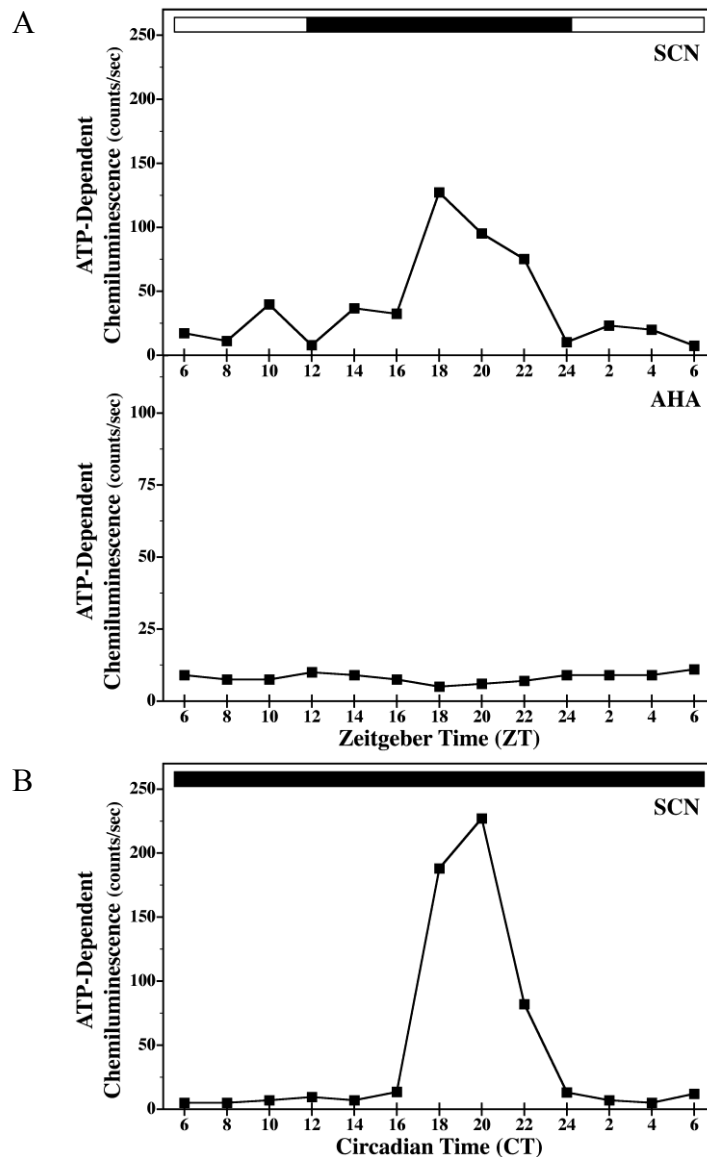 A
SCN
ATP-Dependent
Chemiluminescence (counts/sec)
250
200
150
100
50
0
6 8 10 12 14 16 18 20 22 24 2 4 6
AHA
ATP-Dependent
Chemiluminescence (counts/sec)
100
75
50
25
0
6 8 10 12 14 16 18 20 22 24 2 4 6
Zeitgeber Time (ZT)
B
SCN
ATP-Dependent
Chemiluminescence (counts/sec)
250
200
150
100
50
0
6 8 10 12 14 16 18 20 22 24 2 4 6
Circadian Time (CT)